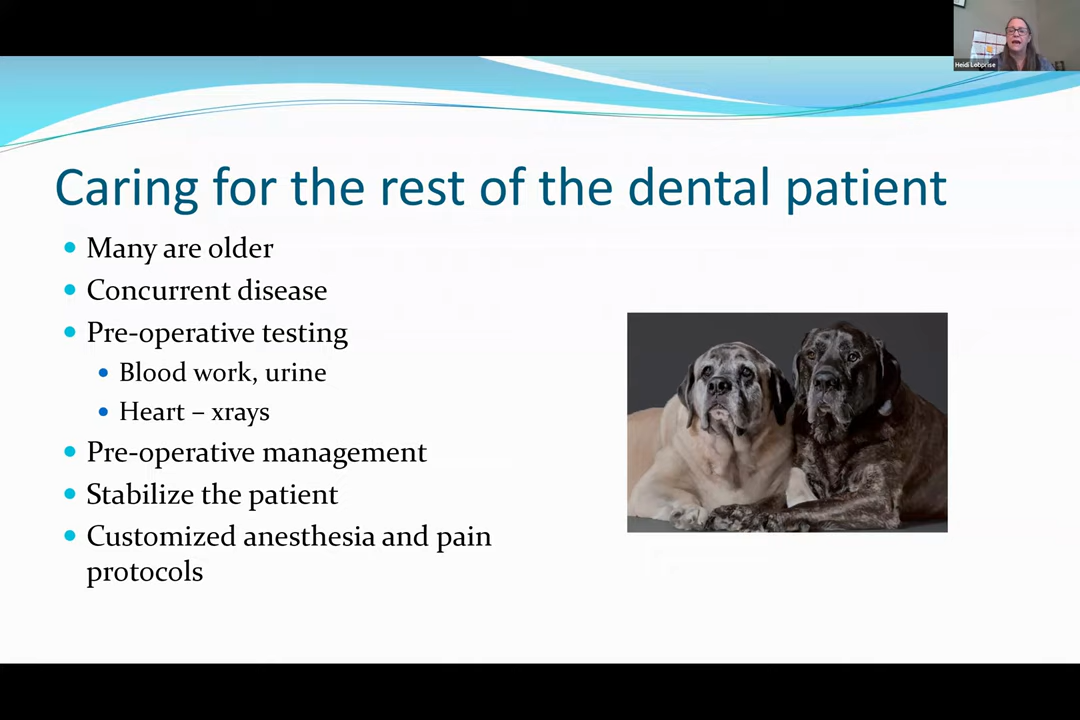 Heidi Lobprise
Caring for the rest of the dental patient
Many are older
Concurrent disease
Pre-operative testing
Blood work, urine
Heart – xrays
Pre-operative management
Stabilize the patient
Customized anesthesia and pain
protocols